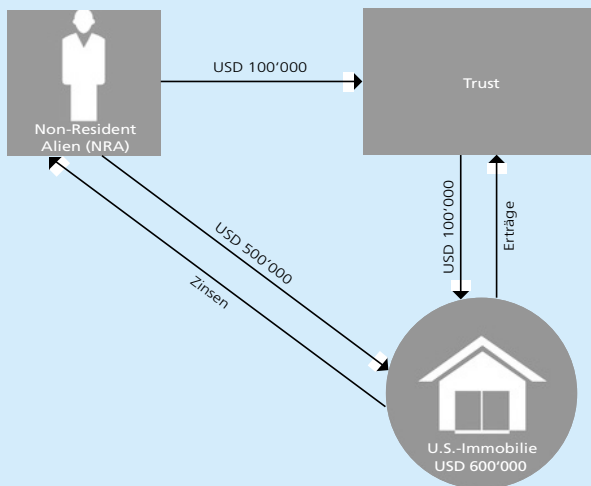 USD 100’000
Trust
Non-Resident
Alien (NRA)
USD 100’000
Erträge
USD 500’000
Zinsen
U.S.-Immobilie
USD 600’000